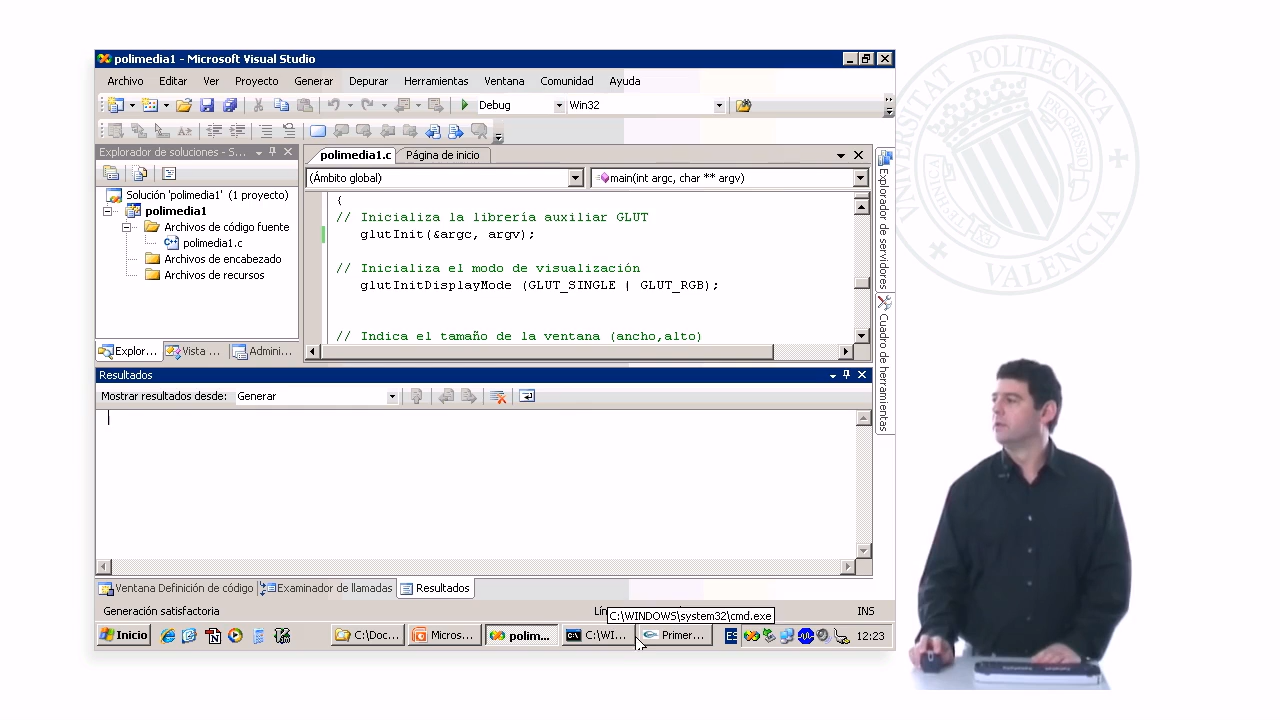 polimedia1 - Microsoft Visual Studio
Archivo Editar Ver Proyecto Generar Depurar Herramientas Ventana Comunidad Ayuda
Debug Win32
Explorador de soluciones - S...
polimedia1.c Página de inicio
(Ámbito global) main(int argc, char ** argv)
Solución 'polimedia1' (1 proyecto)
polimedia1
Archivos de código fuente
polimedia1.c
Archivos de encabezado
Archivos de recursos
{
// Inicializa la librería auxiliar GLUT
glutInit(&argc, argv);
// Inicializa el modo de visualización
glutInitDisplayMode (GLUT_SINGLE | GLUT_RGB);
// Indica el tamaño de la ventana (ancho,alto)
Explor... Vista ... Admini...
Explorador de servidores
Cuadro de herramientas
Resultados
Mostrar resultados desde: Generar
Ventana Definición de código Examinador de llamadas Resultados
Generación satisfactoria Lín INS
C:\WINDOWS\system32\cmd.exe
Inicio C:\Doc... Micros... polim... C:\WI... Primer... ES 12:23
UNIVERSITAT POLITÈCNICA
DE VALÈNCIA